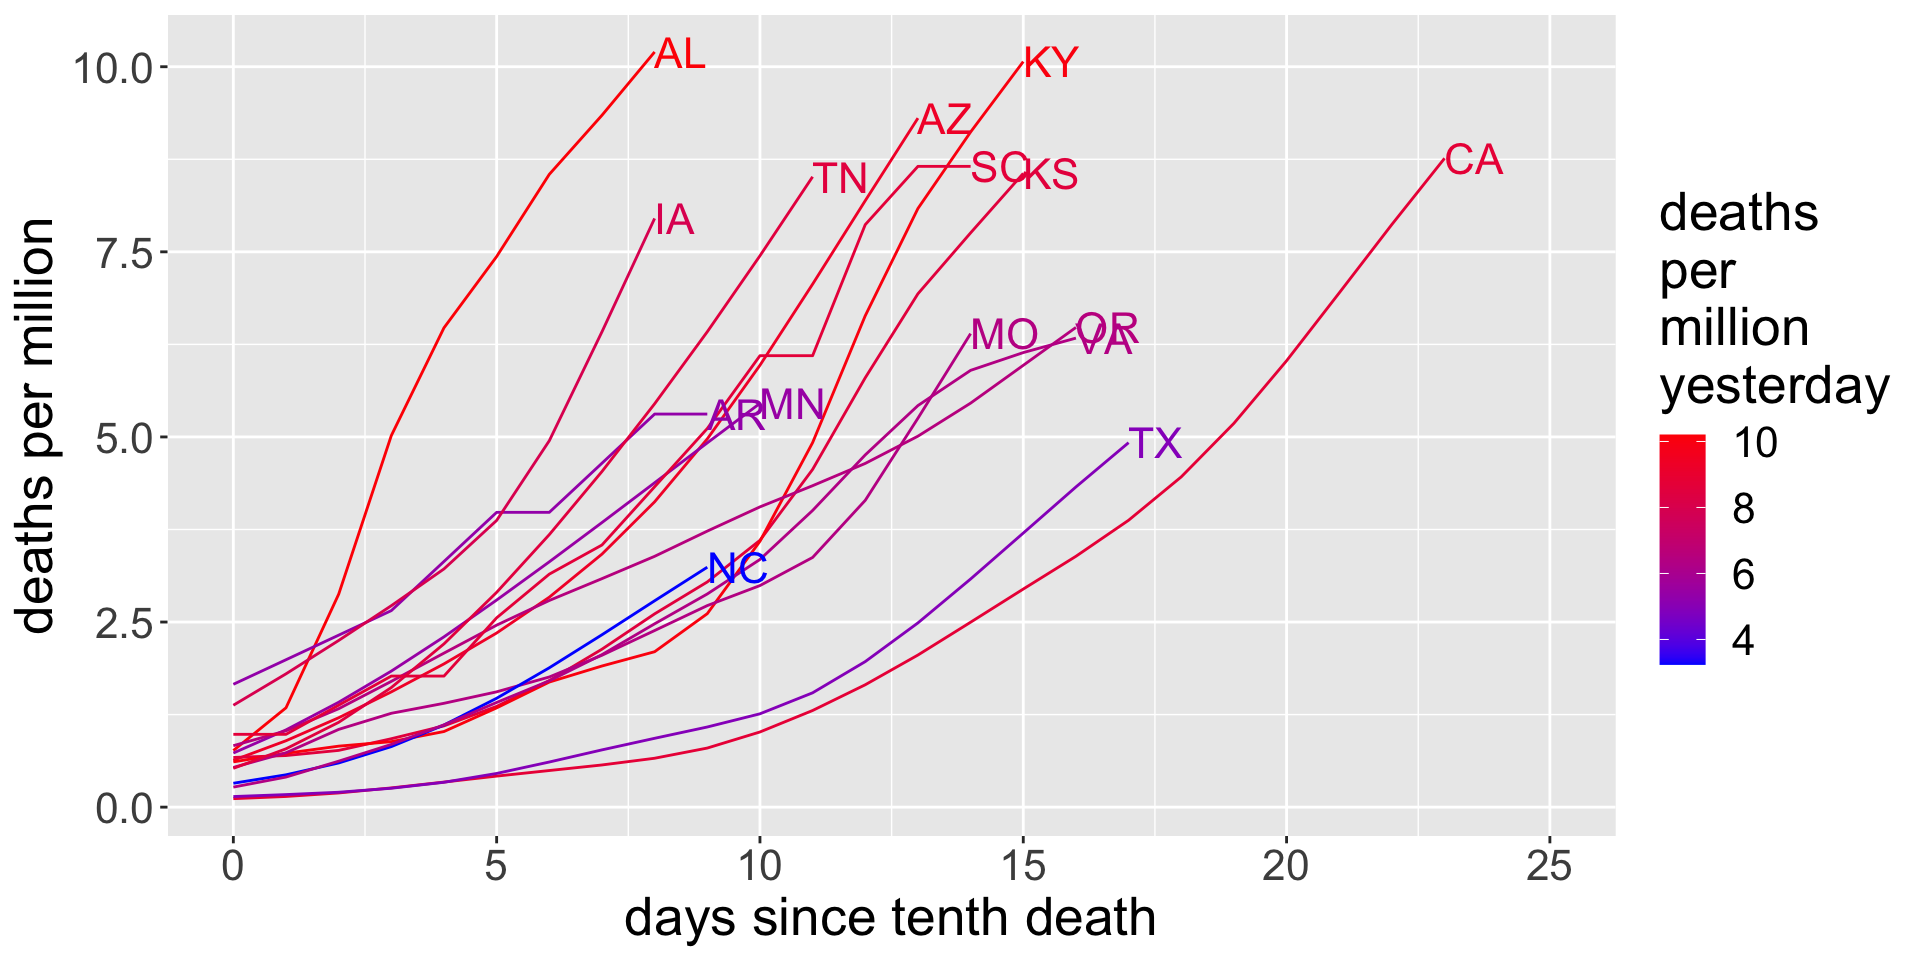 10.0
7.5
5.0
2.5
0.0
deaths per million
AL
KY
AZ
SC
KS
CA
TN
IA
MO
OR
VA
AR
MN
TX
NC
0
5
10
15
20
25
days since tenth death
deaths
per
million
yesterday
10
8
6
4